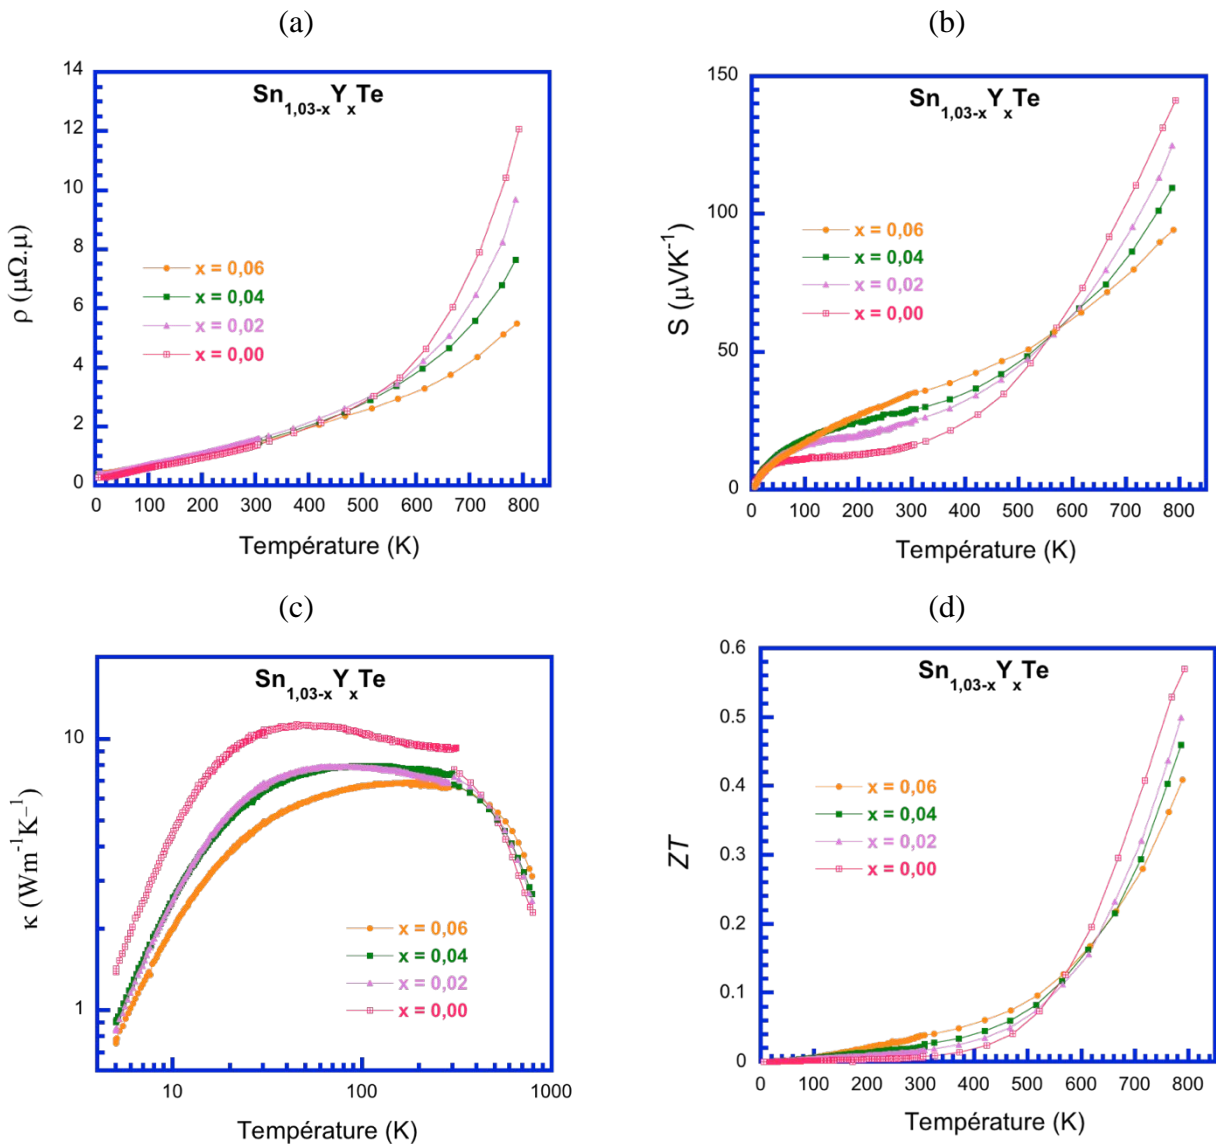 (a)
(b)
Sn1,03-xYxTe
ρ (μΩ.μ)
14
12
10
8
6
4
2
0
x = 0,06
x = 0,04
x = 0,02
x = 0,00
0 100 200 300 400 500 600 700 800
Température (K)
Sn1,03-xYxTe
S (μVK-1)
150
100
50
0
x = 0,06
x = 0,04
x = 0,02
x = 0,00
0 100 200 300 400 500 600 700 800
Température (K)
(c)
(d)
Sn1,03-xYxTe
κ (Wm–1K–1)
10
1
x = 0,06
x = 0,04
x = 0,02
x = 0,00
10 100 1000
Température (K)
Sn1,03-xYxTe
ZT
0.6
0.5
0.4
0.3
0.2
0.1
0
x = 0,06
x = 0,04
x = 0,02
x = 0,00
0 100 200 300 400 500 600 700 800
Température (K)